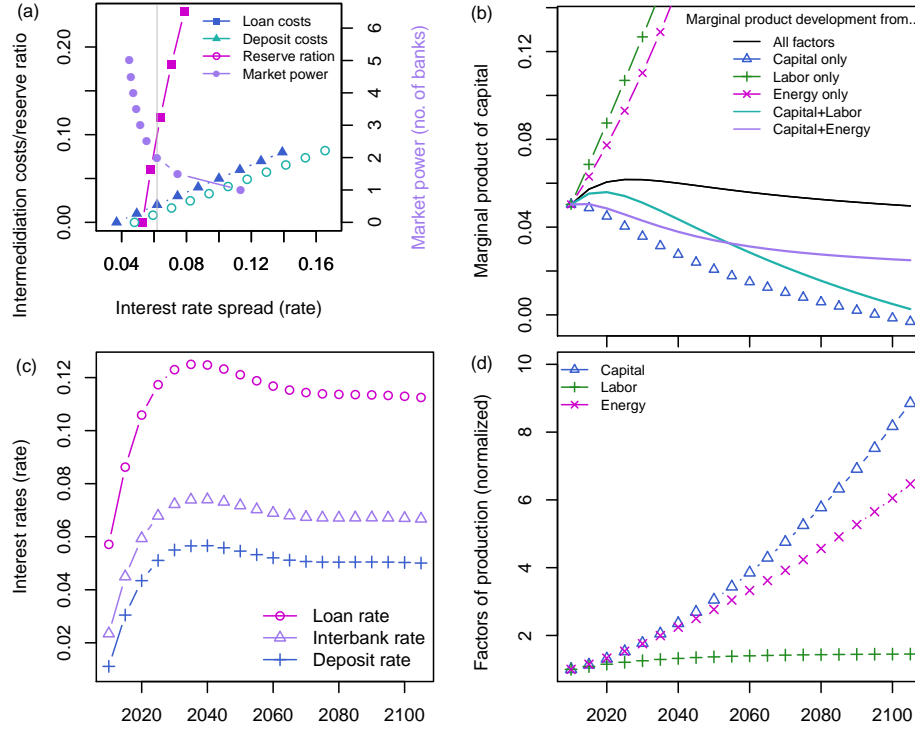 (a)
Loan costs
Deposit costs
Reserve ration
Market power
Intermedidiation costs/reserve ratio
0.00 0.10 0.20
0 1 2 3 4 5 6
Market power (no. of banks)
0.04 0.08 0.12 0.16
Interest rate spread (rate)
(b)
Marginal product development from..
All factors
Capital only
Labor only
Energy only
Capital+Labor
Capital+Energy
Marginal product of capital
0.00 0.04 0.08 0.12
2020 2040 2060 2080 2100
(c)
Interest rates (rate)
0.02 0.04 0.06 0.08 0.10 0.12
Loan rate
Interbank rate
Deposit rate
2020 2040 2060 2080 2100
(d)
Capital
Labor
Energy
Factors of production (normalized)
2 4 6 8 10
2020 2040 2060 2080 2100